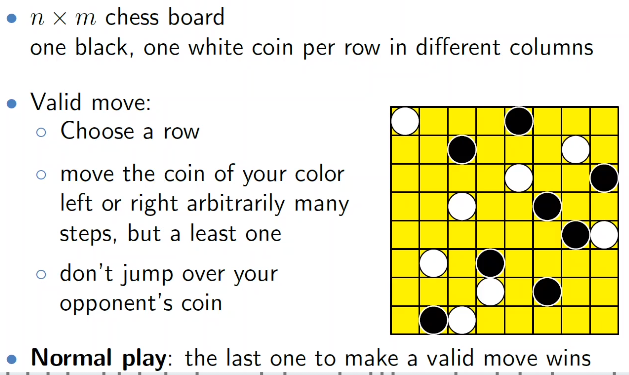 n × m chess board
one black, one white coin per row in different columns
Valid move:
Choose a row
move the coin of your color
left or right arbitrarily many
steps, but a least one
don't jump over your
opponent's coin
Normal play: the last one to make a valid move wins